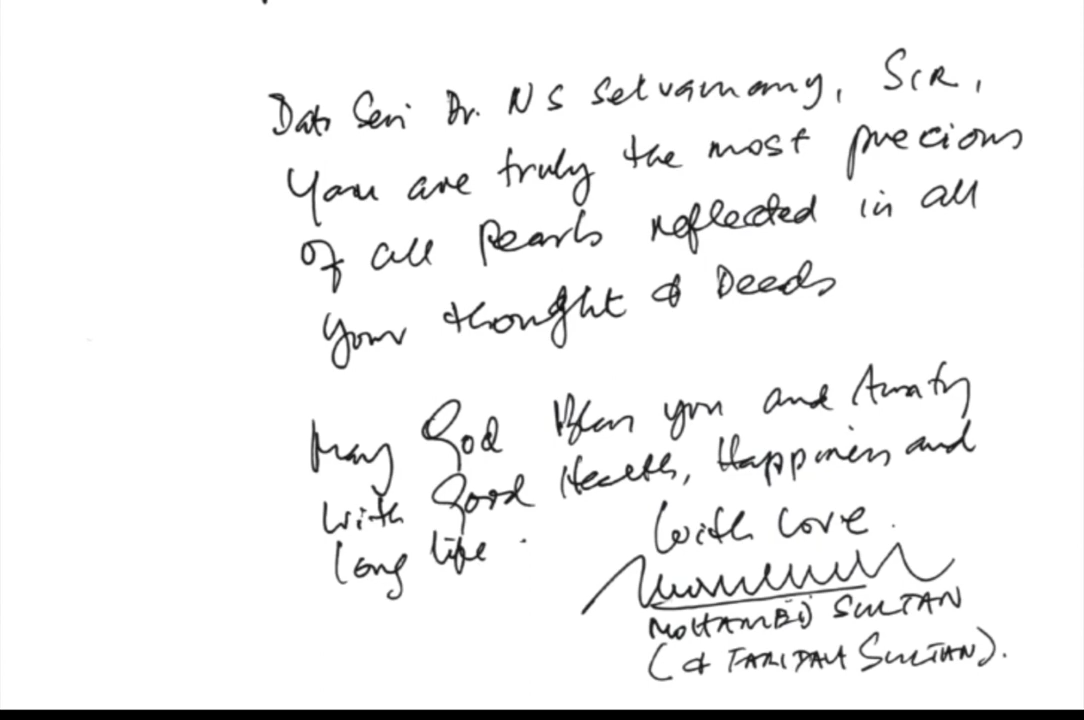 Dato Seri Dr. N S Selvamany, SIR,
You are truly the most precious
of all Pearls reflected in all
your thought & Deeds
May God Bless you and Aunty
with Good Health, Happiness and
long life.
With Love.
MOHAMED SULTAN
(& FARIDAH SULTAN).